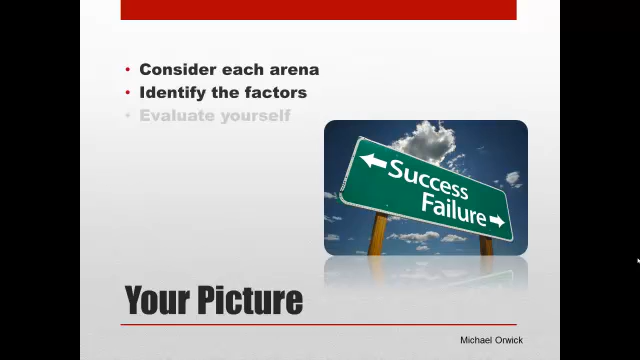 Consider each arena
Identify the factors
Evaluate yourself
Success
Failure
Your Picture
Michael Orwick